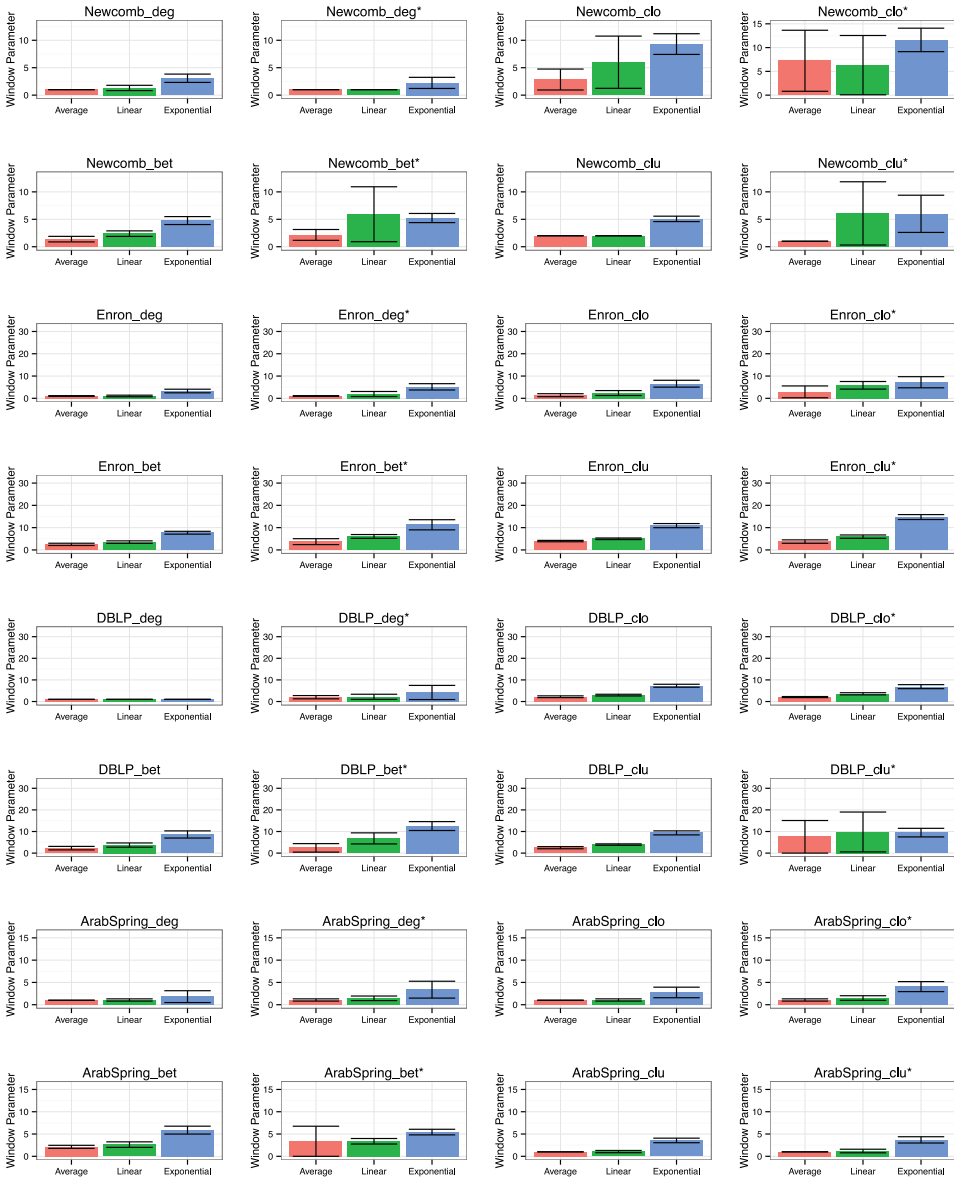 Newcomb_deg Newcomb_deg* Newcomb_clo Newcomb_clo*
Window Parameter Window Parameter Window Parameter Window Parameter
10 10 10 15
5 5 5 10
0 0 0 5
0
Average Linear Exponential Average Linear Exponential Average Linear Exponential Average Linear Exponential
Newcomb_bet Newcomb_bet* Newcomb_clu Newcomb_clu*
Window Parameter Window Parameter Window Parameter Window Parameter
10 10 10 10
5 5 5 5
0 0 0 0
Average Linear Exponential Average Linear Exponential Average Linear Exponential Average Linear Exponential
Enron_deg Enron_deg* Enron_clo Enron_clo*
Window Parameter Window Parameter Window Parameter Window Parameter
30 30 30 30
20 20 20 20
10 10 10 10
0 0 0 0
Average Linear Exponential Average Linear Exponential Average Linear Exponential Average Linear Exponential
Enron_bet Enron_bet* Enron_clu Enron_clu*
Window Parameter Window Parameter Window Parameter Window Parameter
30 30 30 30
20 20 20 20
10 10 10 10
0 0 0 0
Average Linear Exponential Average Linear Exponential Average Linear Exponential Average Linear Exponential
DBLP_deg DBLP_deg* DBLP_clo DBLP_clo*
Window Parameter Window Parameter Window Parameter Window Parameter
30 30 30 30
20 20 20 20
10 10 10 10
0 0 0 0
Average Linear Exponential Average Linear Exponential Average Linear Exponential Average Linear Exponential
DBLP_bet DBLP_bet* DBLP_clu DBLP_clu*
Window Parameter Window Parameter Window Parameter Window Parameter
30 30 30 30
20 20 20 20
10 10 10 10
0 0 0 0
Average Linear Exponential Average Linear Exponential Average Linear Exponential Average Linear Exponential
ArabSpring_deg ArabSpring_deg* ArabSpring_clo ArabSpring_clo*
Window Parameter Window Parameter Window Parameter Window Parameter
15 15 15 15
10 10 10 10
5 5 5 5
0 0 0 0
Average Linear Exponential Average Linear Exponential Average Linear Exponential Average Linear Exponential
ArabSpring_bet ArabSpring_bet* ArabSpring_clu ArabSpring_clu*
Window Parameter Window Parameter Window Parameter Window Parameter
15 15 15 15
10 10 10 10
5 5 5 5
0 0 0 0
Average Linear Exponential Average Linear Exponential Average Linear Exponential Average Linear Exponential